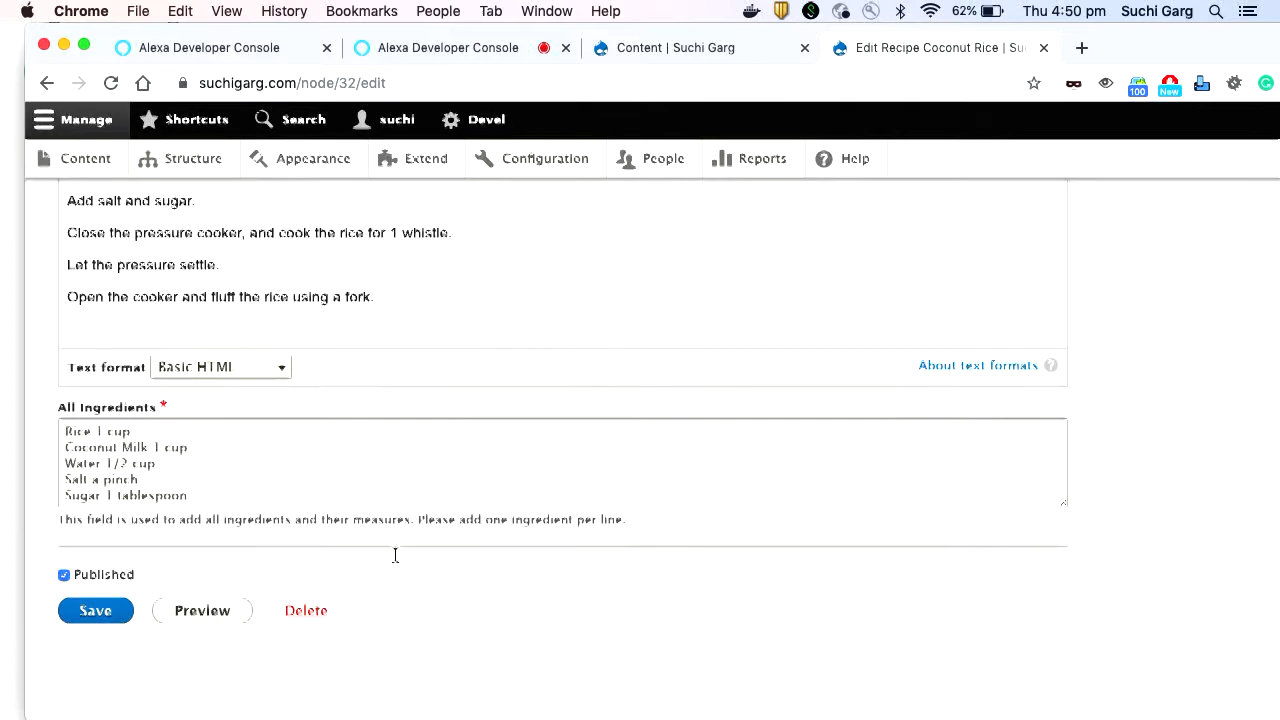 Chrome File Edit View History Bookmarks People Tab Window Help 62% Thu 4:50 pm Suchi Garg
Alexa Developer Console Alexa Developer Console Content | Suchi Garg Edit Recipe Coconut Rice | Su
suchigarg.com/node/32/edit 100 New
Manage Shortcuts Search suchi Devel
Content Structure Appearance Extend Configuration People Reports Help
Add salt and sugar.
Close the pressure cooker, and cook the rice for 1 whistle.
Let the pressure settle.
Open the cooker and fluff the rice using a fork.
Text format Basic HTML About text formats ?
All Ingredients *
Rice 1 cup
Coconut Milk 1 cup
Water 1/2 cup
Salt a pinch
Sugar 1 tablespoon
This field is used to add all ingredients and their measures. Please add one ingredient per line.
Published
Save Preview Delete